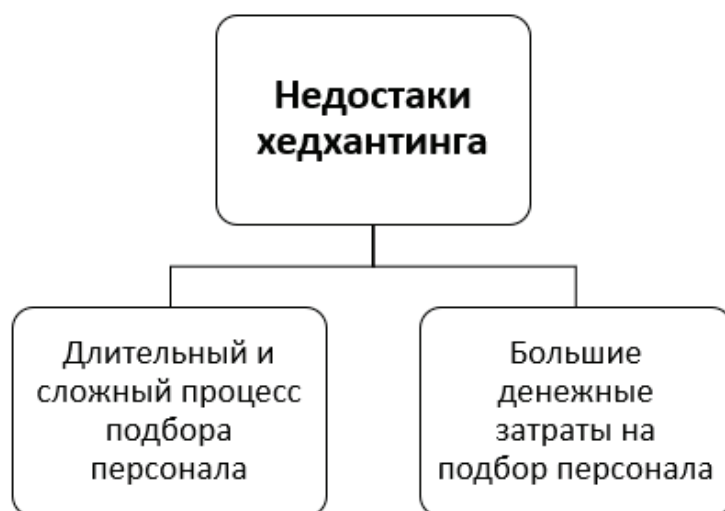 Недостаки
хедхантинга
Длительный и
сложный процесс
подбора
персонала
Большие
денежные
затраты на
подбор персонала